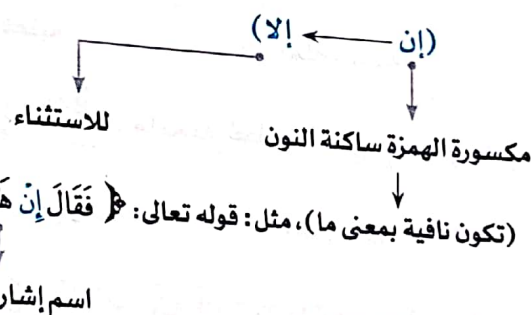 (إن ← إلا)
للاستثناء
مكسورة الهمزة ساكنة النون
(تكون نافية بمعنى ما)، مثل: قوله تعالى: ﴿ فَقَالَ إِنْ
اسم إشار